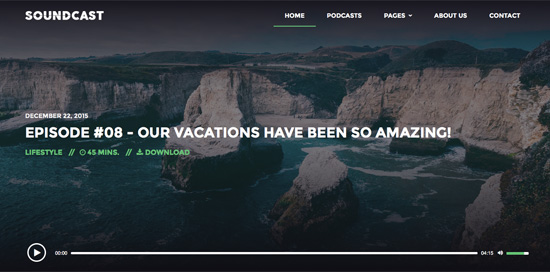 SOUNDCAST
HOME PODCASTS PAGES ABOUT US CONTACT
DECEMBER 22, 2015
EPISODE #08 - OUR VACATIONS HAVE BEEN SO AMAZING!
LIFESTYLE // 45 MINS. // DOWNLOAD
00:00 04:15